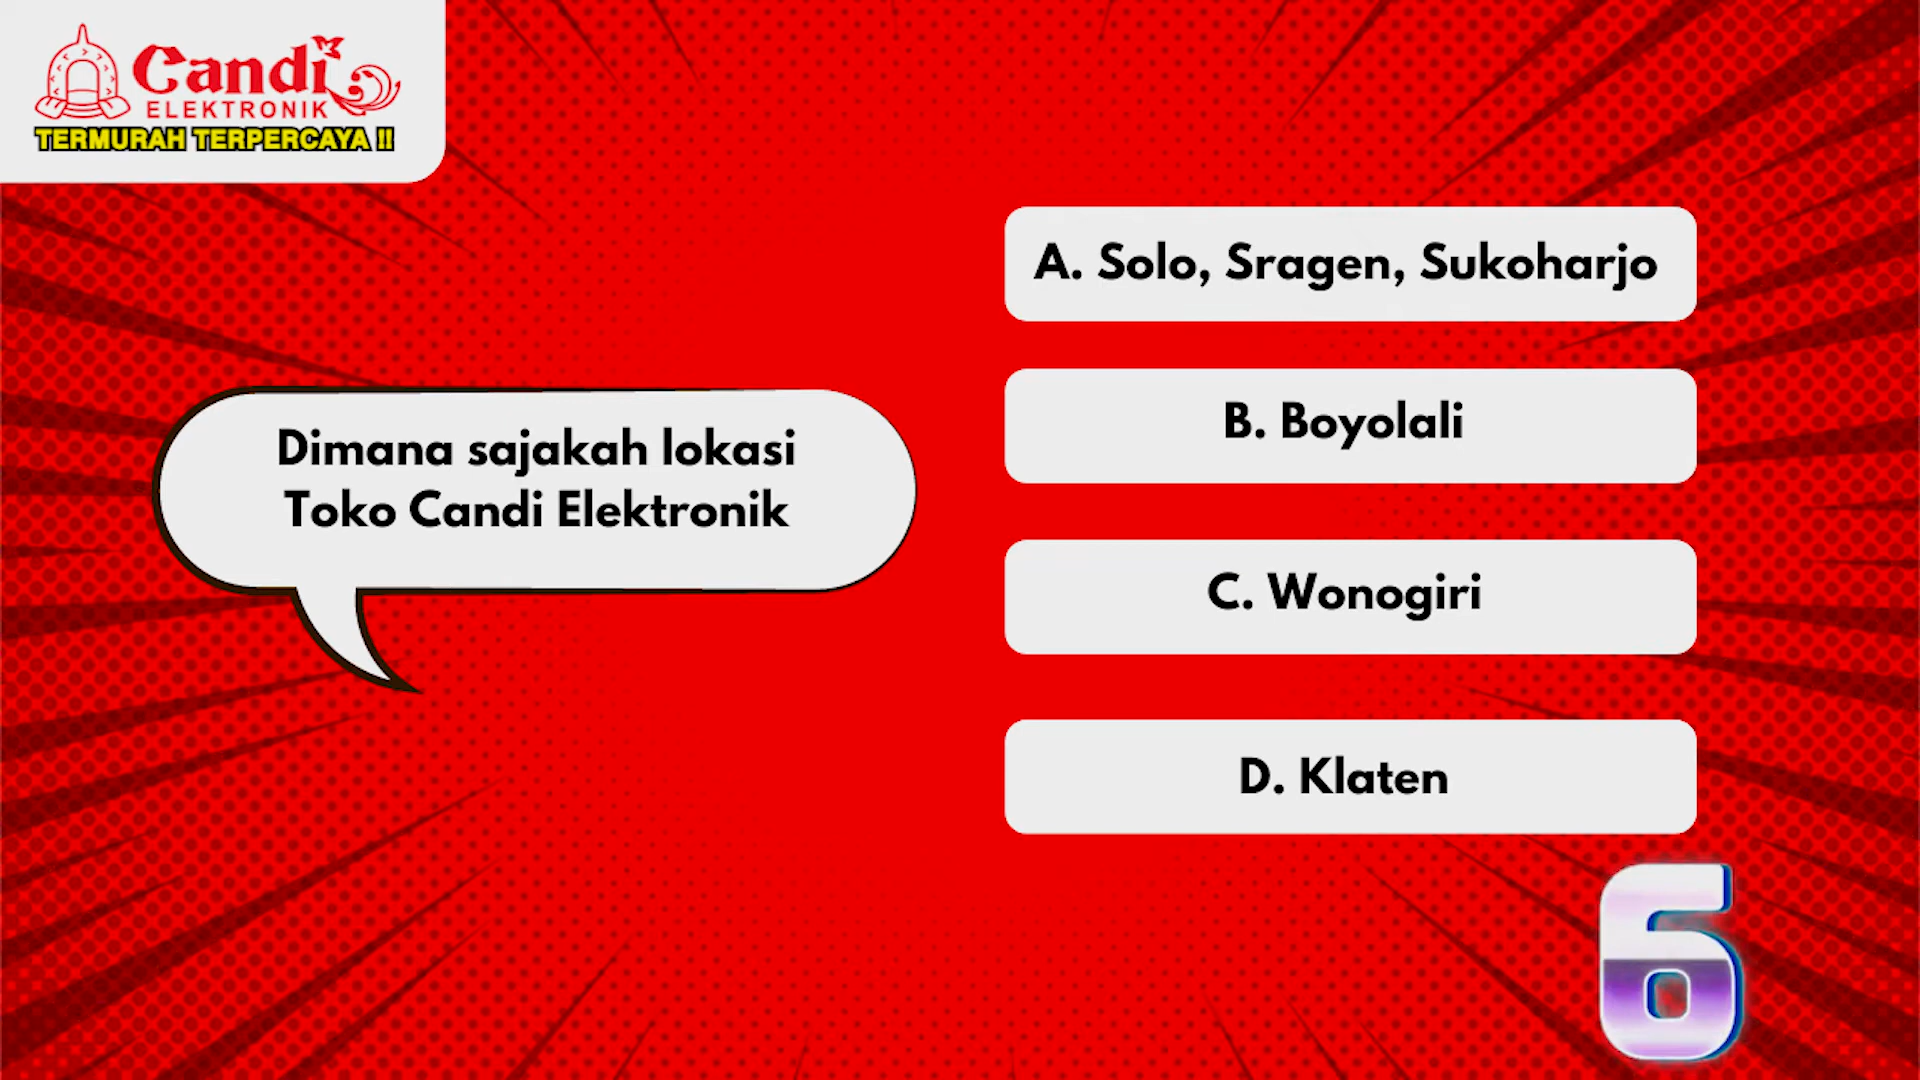 Candi
ELEKTRONIK
TERMURAH TERPERCAYA !!
Dimana sajakah lokasi
Toko Candi Elektronik
A. Solo, Sragen, Sukoharjo
B. Boyolali
C. Wonogiri
D. Klaten
6